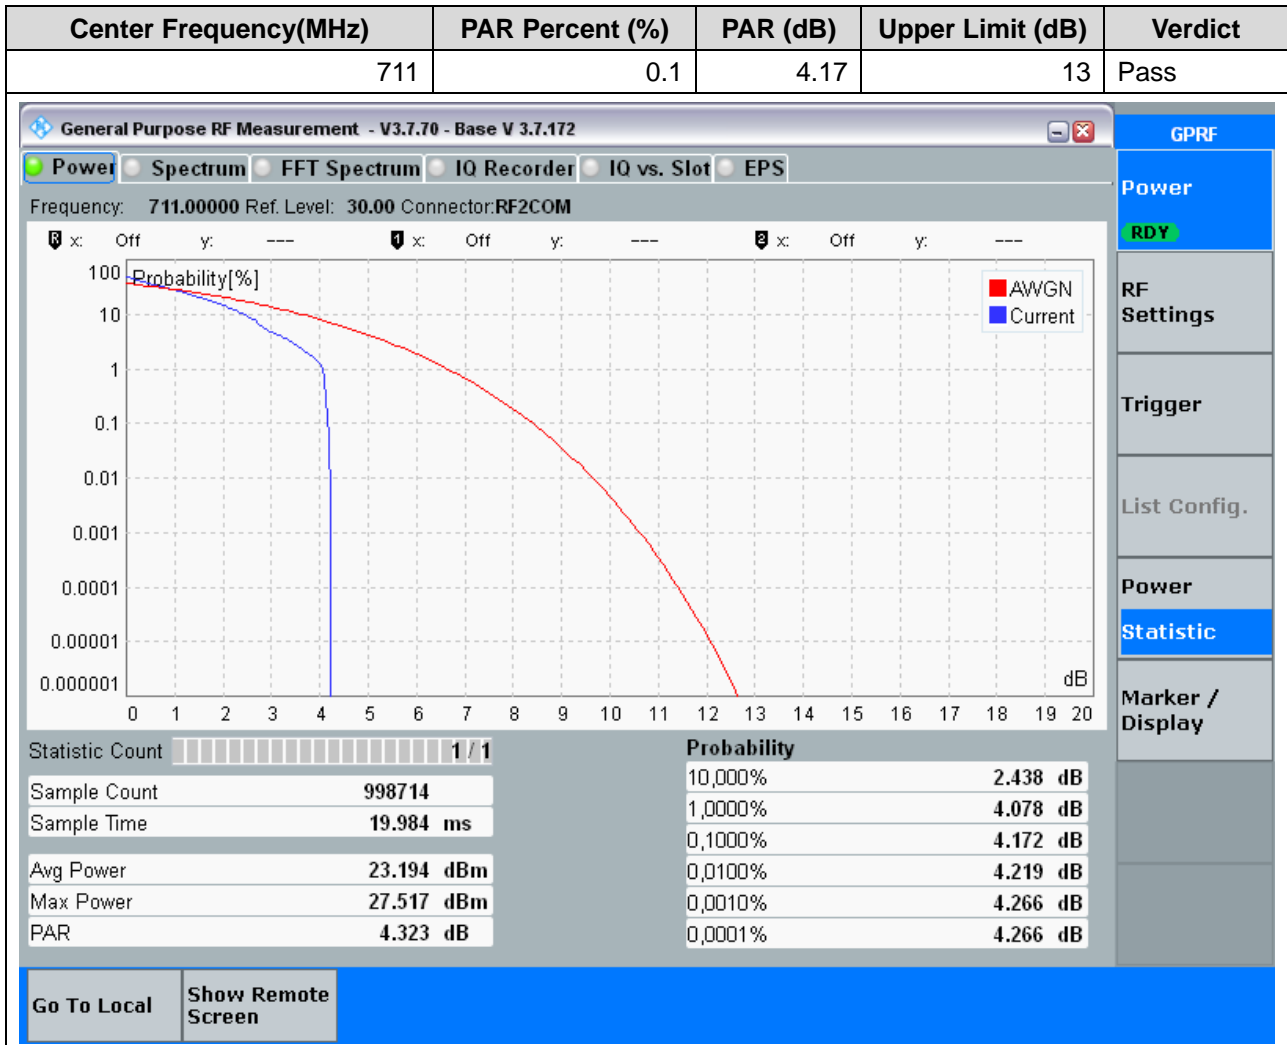 Center Frequency(MHz) PAR Percent (%) PAR (dB) Upper Limit (dB) Verdict
711 0.1 4.17 13 Pass
General Purpose RF Measurement - V3.7.70 - Base V 3.7.172
GPRF
Power Spectrum FFT Spectrum IQ Recorder IQ vs. Slot EPS
Power
RDY
Frequency: 711.00000 Ref. Level: 30.00 Connector:RF2COM
R x: Off y: --- 1 x: Off y: --- 2 x: Off y: ---
100 Probability[%]
AWGN
Current
10
1
0.1
0.01
0.001
0.0001
0.00001
0.000001
dB
0 1 2 3 4 5 6 7 8 9 10 11 12 13 14 15 16 17 18 19 20
RF
Settings
Trigger
List Config.
Power
Statistic
Marker /
Display
Statistic Count 1 / 1
Sample Count 998714
Sample Time 19.984 ms
Avg Power 23.194 dBm
Max Power 27.517 dBm
PAR 4.323 dB
Probability
10,000% 2.438 dB
1,0000% 4.078 dB
0,1000% 4.172 dB
0,0100% 4.219 dB
0,0010% 4.266 dB
0,0001% 4.266 dB
Go To Local
Show Remote
Screen